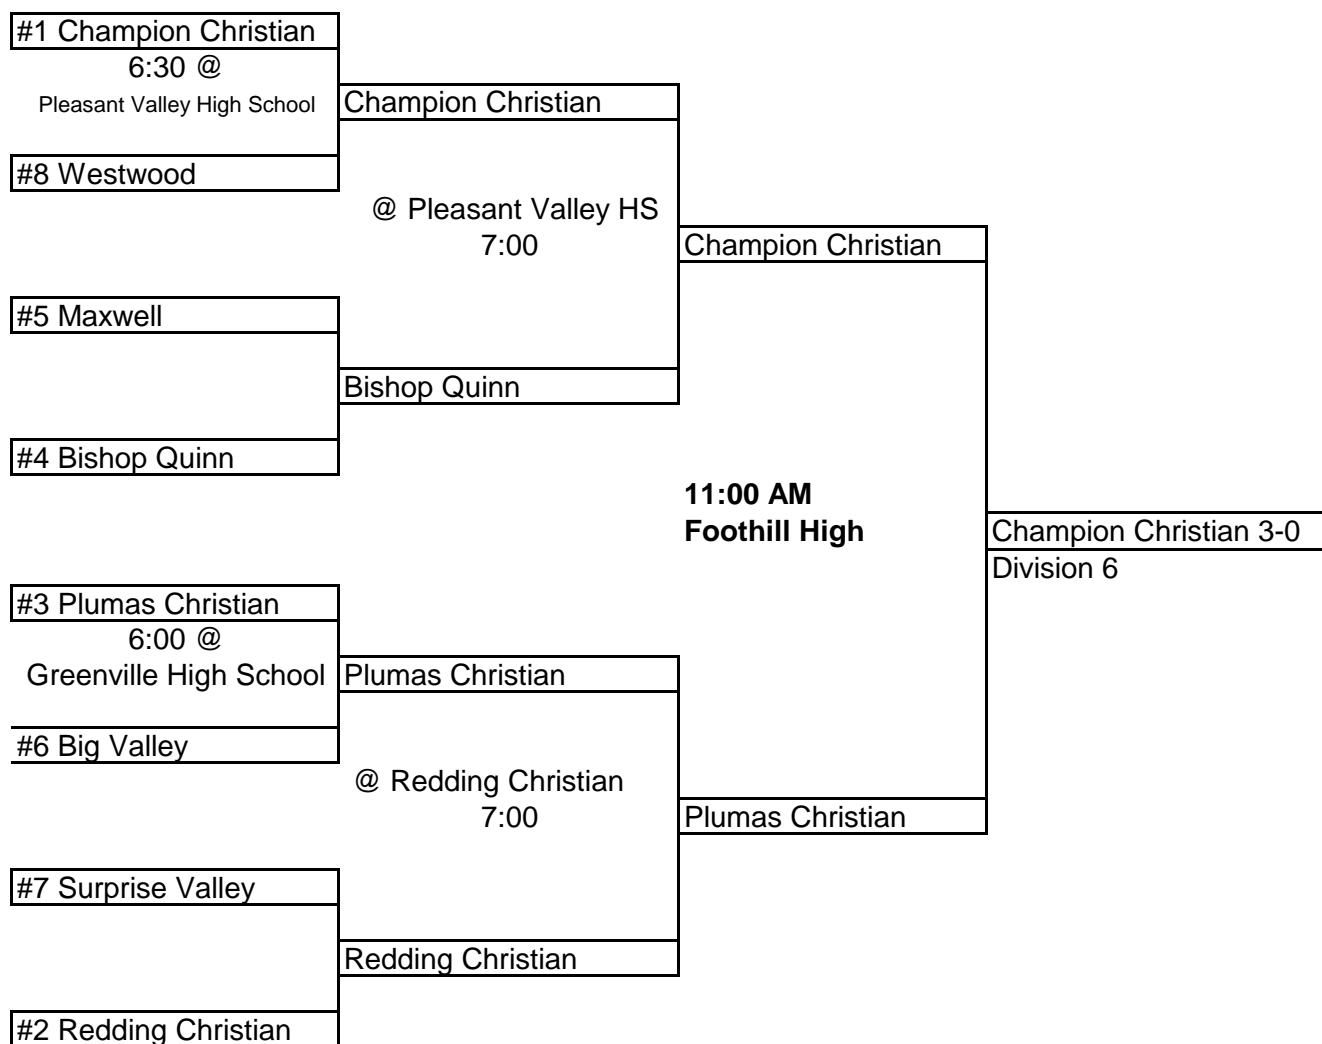 #1 Champion Christian
6:30 @
Pleasant Valley High School
Champion Christian
#8 Westwood
@ Pleasant Valley HS
7:00
Champion Christian
#5 Maxwell
Bishop Quinn
#4 Bishop Quinn
11:00 AM
Foothill High
Champion Christian 3-0
Division 6
#3 Plumas Christian
6:00 @
Greenville High School
Plumas Christian
#6 Big Valley
@ Redding Christian
7:00
Plumas Christian
#7 Surprise Valley
Redding Christian
#2 Redding Christian